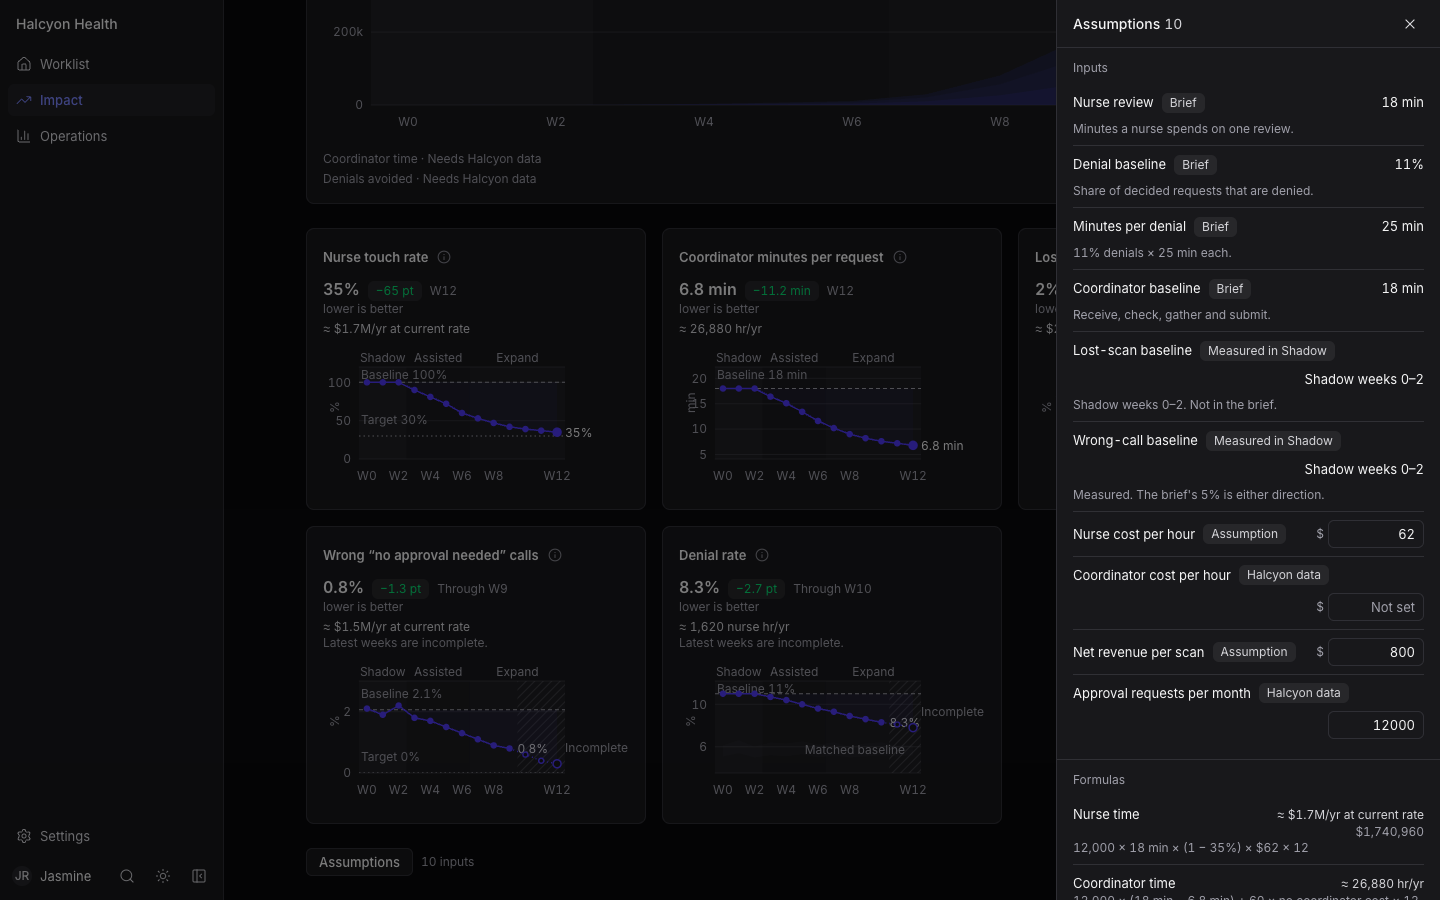 Halcyon Health
Worklist
Impact
Operations
Settings
JR Jasmine
200k
0
W0 W2 W4 W6 W8
Coordinator time · Needs Halcyon data
Denials avoided · Needs Halcyon data
Nurse touch rate
35% −65 pt W12
lower is better
≈ $1.7M/yr at current rate
Shadow Assisted Expand
Baseline 100%
100
%
50
Target 30%
35%
0
W0 W2 W4 W6 W8 W12
Coordinator minutes per request
6.8 min −11.2 min W12
lower is better
≈ 26,880 hr/yr
Shadow Assisted Expand
Baseline 18 min
20
min
15
10
6.8 min
5
W0 W2 W4 W6 W8 W12
Los
2%
≈ $
%
Wrong “no approval needed” calls
0.8% −1.3 pt Through W9
lower is better
≈ $1.5M/yr at current rate
Latest weeks are incomplete.
Shadow Assisted Expand
Baseline 2.1%
2
%
0.8%
Incomplete
Target 0%
0
W0 W2 W4 W6 W8 W12
Denial rate
8.3% −2.7 pt Through W10
lower is better
≈ 1,620 nurse hr/yr
Latest weeks are incomplete.
Shadow Assisted Expand
Baseline 11%
10
%
8.3%
Incomplete
6
Matched baseline
W0 W2 W4 W6 W8 W12
Assumptions 10 inputs
Assumptions 10
Inputs
Nurse review Brief 18 min
Minutes a nurse spends on one review.
Denial baseline Brief 11%
Share of decided requests that are denied.
Minutes per denial Brief 25 min
11% denials × 25 min each.
Coordinator baseline Brief 18 min
Receive, check, gather and submit.
Lost-scan baseline Measured in Shadow
Shadow weeks 0–2
Shadow weeks 0–2. Not in the brief.
Wrong-call baseline Measured in Shadow
Shadow weeks 0–2
Measured. The brief's 5% is either direction.
Nurse cost per hour Assumption $ 62
Coordinator cost per hour Halcyon data
$ Not set
Net revenue per scan Assumption $ 800
Approval requests per month Halcyon data
12000
Formulas
Nurse time ≈ $1.7M/yr at current rate
$1,740,960
12,000 × 18 min × (1 − 35%) × $62 × 12
Coordinator time ≈ 26,880 hr/yr
12,000 × (18 min − 6.8 min) ÷ 60 × no coordinator cost × 12